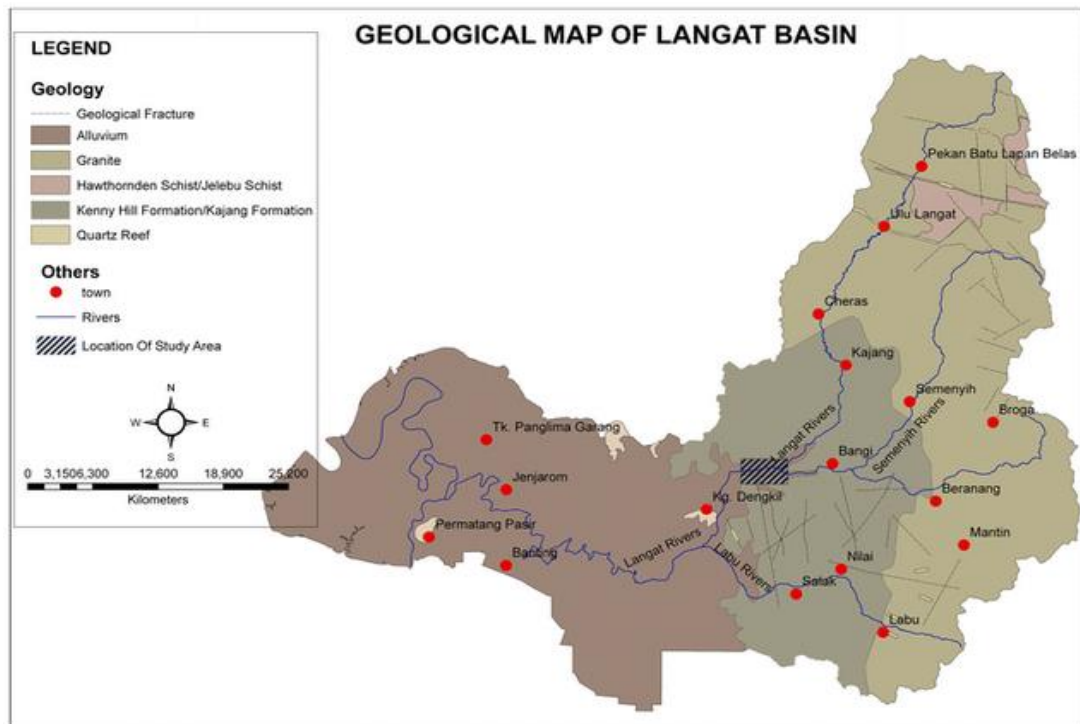 GEOLOGICAL MAP OF LANGAT BASIN
LEGEND
Geology
Geological Fracture
Alluvium
Granite
Hawthornden Schist/Jelebu Schist
Kenny Hill Formation/Kajang Formation
Quartz Reef
Others
town
Rivers
Location Of Study Area
N
W E
S
0 3,1506,300 12,600 18,900 25,200
Kilometers
Pekan Batu Lapan Belas
Ulu Langat
Cheras
Kajang
Semenyih
Broga
Langat Rivers
Semenyih Rivers
Tk. Panglima Garang
Bangi
Jenjarom
Beranang
Kg. Dengkil
Permatang Pasir
Mantin
Langat Rivers
Labu Rivers
Banting
Nilai
Salak
Labu